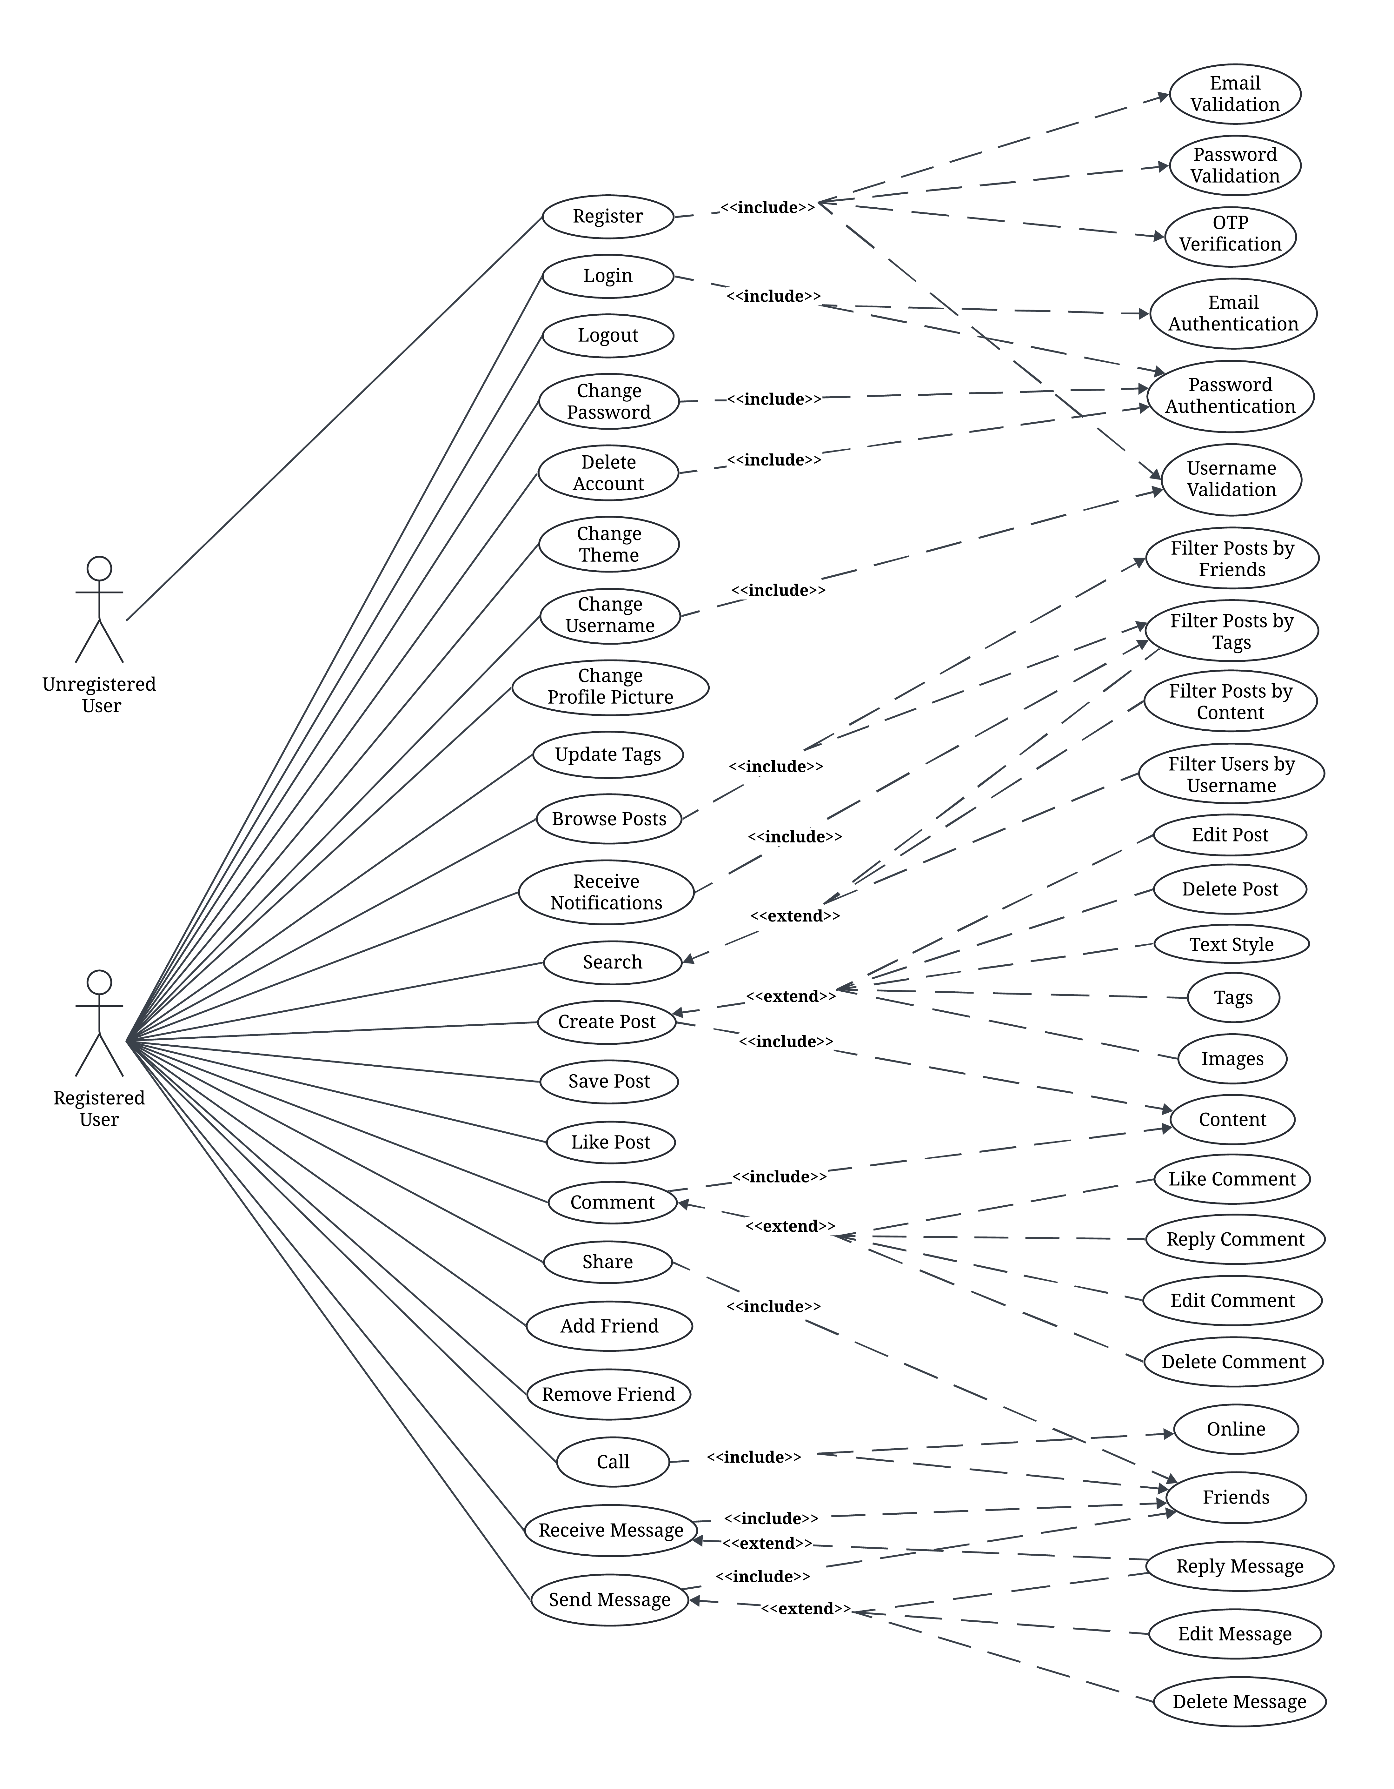 Email
Validation
Password
Validation
Register
<<include>>
OTP
Verification
Login
<<include>>
Email
Authentication
Logout
Change
Password
<<include>>
Password
Authentication
Delete
Account
<<include>>
Username
Validation
Change
Theme
Filter Posts by
Friends
Change
Username
<<include>>
Filter Posts by
Tags
Unregistered
User
Change
Profile Picture
Filter Posts by
Content
Update Tags
<<include>>
Filter Users by
Username
Browse Posts
<<include>>
Edit Post
Receive
Notifications
Delete Post
<<extend>>
Text Style
Search
<<extend>>
Tags
Create Post
<<include>>
Images
Registered
User
Save Post
Content
Like Post
<<include>>
Like Comment
Comment
<<extend>>
Reply Comment
Share
<<include>>
Edit Comment
Add Friend
Delete Comment
Remove Friend
Online
Call
<<include>>
Friends
Receive Message
<<include>>
<<extend>>
Reply Message
<<include>>
Send Message
<<extend>>
Edit Message
Delete Message